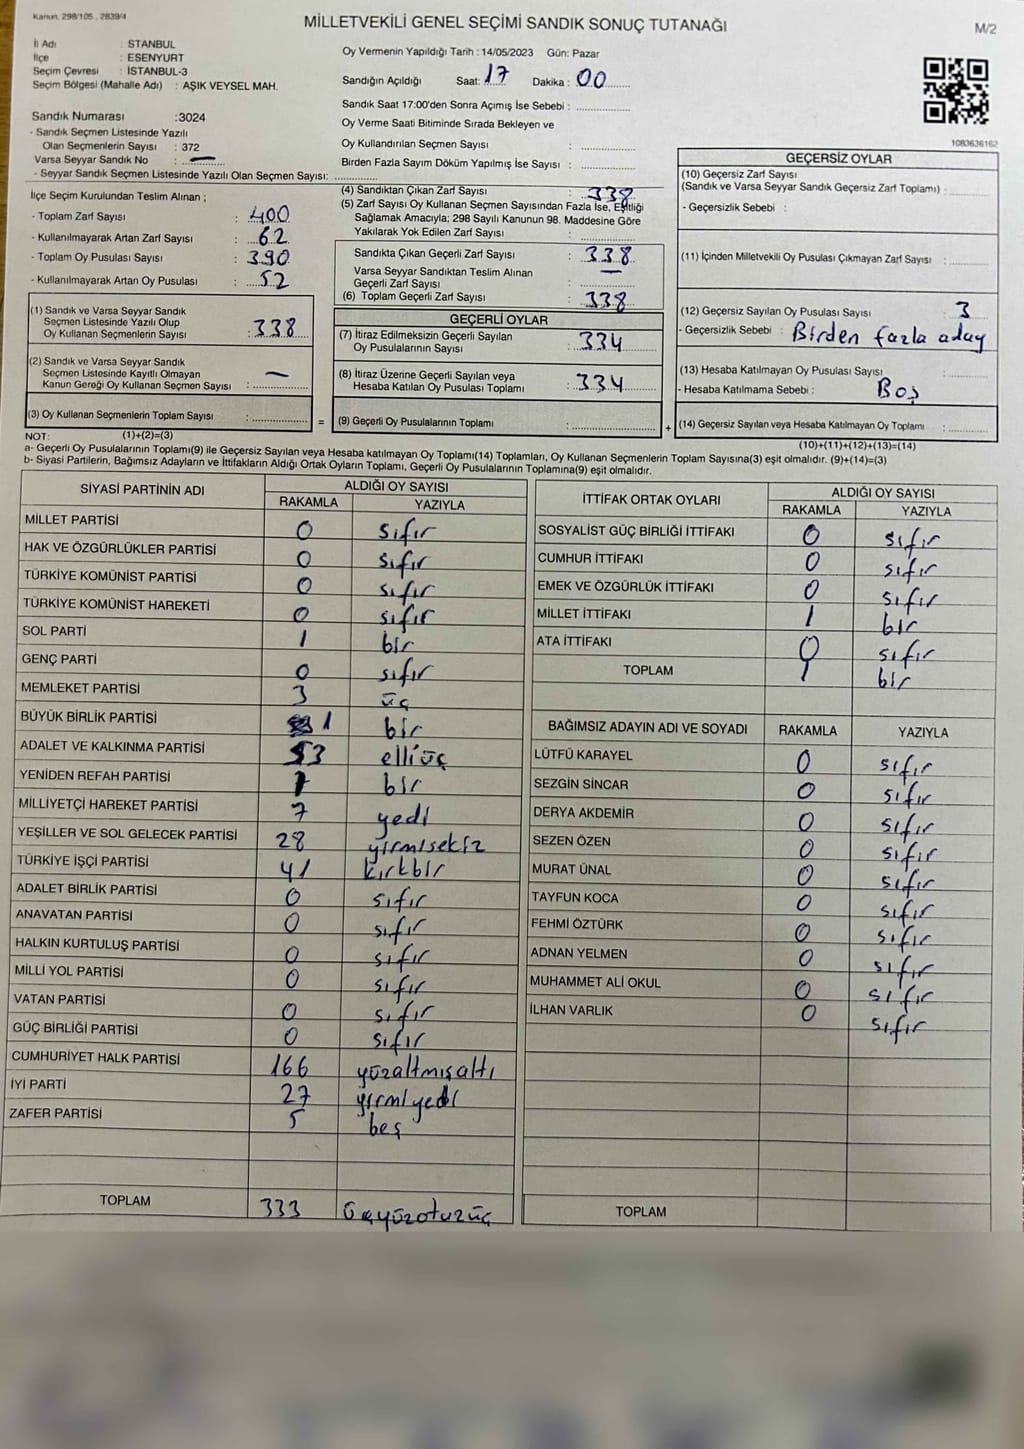 Kanun, 298/105 , 2839/4
MİLLETVEKİLİ GENEL SEÇİMİ SANDIK SONUÇ TUTANAĞI
M/2
İl Adı : STANBUL
İlçe : ESENYURT
Seçim Çevresi : İSTANBUL-3
Seçim Bölgesi (Mahalle Adı) : AŞIK VEYSEL MAH.
Oy Vermenin Yapıldığı Tarih : 14/05/2023 Gün: Pazar
Sandığın Açıldığı Saat: 17 Dakika : 00
Sandık Saat 17:00'den Sonra Açımış İse Sebebi :
Oy Verme Saati Bitiminde Sırada Bekleyen ve
Oy Kullandırılan Seçmen Sayısı :
Birden Fazla Sayım Döküm Yapılmış İse Sayısı :
1083636162
Sandık Numarası :3024
- Sandık Seçmen Listesinde Yazılı
Olan Seçmenlerin Sayısı : 372
Varsa Seyyar Sandık No : —
- Seyyar Sandık Seçmen Listesinde Yazılı Olan Seçmen Sayısı:
İlçe Seçim Kurulundan Teslim Alınan ;
- Toplam Zarf Sayısı : 400
- Kullanılmayarak Artan Zarf Sayısı : 62
- Toplam Oy Pusulası Sayısı : 390
- Kullanılmayarak Artan Oy Pusulası : 52
(1) Sandık ve Varsa Seyyar Sandık
Seçmen Listesinde Yazılı Olup
Oy Kullanan Seçmenlerin Sayısı : 338
(2) Sandık ve Varsa Seyyar Sandık
Seçmen Listesinde Kayıtlı Olmayan
Kanun Gereği Oy Kullanan Seçmen Sayısı : —
(3) Oy Kullanan Seçmenlerin Toplam Sayısı :
(4) Sandıktan Çıkan Zarf Sayısı : 338
(5) Zarf Sayısı Oy Kullanan Seçmen Sayısından Fazla İse, Eşitliği
Sağlamak Amacıyla; 298 Sayılı Kanunun 98. Maddesine Göre
Yakılarak Yok Edilen Zarf Sayısı :
Sandıkta Çıkan Geçerli Zarf Sayısı : 338
Varsa Seyyar Sandıktan Teslim Alınan
Geçerli Zarf Sayısı : —
(6) Toplam Geçerli Zarf Sayısı : 338
GEÇERLİ OYLAR
(7) İtiraz Edilmeksizin Geçerli Sayılan
Oy Pusulalarının Sayısı : 334
(8) İtiraz Üzerine Geçerli Sayılan veya
Hesaba Katılan Oy Pusulası Toplamı : 334
= (9) Geçerli Oy Pusulalarının Toplamı :
GEÇERSİZ OYLAR
(10) Geçersiz Zarf Sayısı
(Sandık ve Varsa Seyyar Sandık Geçersiz Zarf Toplamı) :
- Geçersizlik Sebebi :
(11) İçinden Milletvekili Oy Pusulası Çıkmayan Zarf Sayısı :
(12) Geçersiz Sayılan Oy Pusulası Sayısı : 3
- Geçersizlik Sebebi : Birden fazla aday
(13) Hesaba Katılmayan Oy Pusulası Sayısı :
- Hesaba Katılmama Sebebi : Boş
+ (14) Geçersiz Sayılan veya Hesaba Katılmayan Oy Toplamı :
NOT: (1)+(2)=(3)
(10)+(11)+(12)+(13)=(14)
a- Geçerli Oy Pusulalarının Toplamı(9) ile Geçersiz Sayılan veya Hesaba katılmayan Oy Toplamı(14) Toplamları, Oy Kullanan Seçmenlerin Toplam Sayısına(3) eşit olmalıdır. (9)+(14)=(3)
b- Siyasi Partilerin, Bağımsız Adayların ve İttifakların Aldığı Ortak Oyların Toplamı, Geçerli Oy Pusulalarının Toplamına(9) eşit olmalıdır.
SİYASİ PARTİNİN ADI
ALDIĞI OY SAYISI
RAKAMLA YAZIYLA
MİLLET PARTİSİ 0 sıfır
HAK VE ÖZGÜRLÜKLER PARTİSİ 0 sıfır
TÜRKİYE KOMÜNİST PARTİSİ 0 sıfır
TÜRKİYE KOMÜNİST HAREKETİ 0 sıfır
SOL PARTİ 1 bir
GENÇ PARTİ 0 sıfır
MEMLEKET PARTİSİ 3 üç
BÜYÜK BİRLİK PARTİSİ 1 bir
ADALET VE KALKINMA PARTİSİ 53 elliüç
YENİDEN REFAH PARTİSİ 1 bir
MİLLİYETÇİ HAREKET PARTİSİ 7 yedi
YEŞİLLER VE SOL GELECEK PARTİSİ 28 yirmisekiz
TÜRKİYE İŞÇİ PARTİSİ 41 kırkbir
ADALET BİRLİK PARTİSİ 0 sıfır
ANAVATAN PARTİSİ 0 sıfır
HALKIN KURTULUŞ PARTİSİ 0 sıfır
MİLLİ YOL PARTİSİ 0 sıfır
VATAN PARTİSİ 0 sıfır
GÜÇ BİRLİĞİ PARTİSİ 0 sıfır
CUMHURİYET HALK PARTİSİ 166 yüzaltmışaltı
İYİ PARTİ 27 yirmiyedi
ZAFER PARTİSİ 5 beş
TOPLAM 333 üçyüzotuzüç
İTTİFAK ORTAK OYLARI
ALDIĞI OY SAYISI
RAKAMLA YAZIYLA
SOSYALİST GÜÇ BİRLİĞİ İTTİFAKI 0 sıfır
CUMHUR İTTİFAKI 0 sıfır
EMEK VE ÖZGÜRLÜK İTTİFAKI 0 sıfır
MİLLET İTTİFAKI 1 bir
ATA İTTİFAKI 0 sıfır
TOPLAM 1 bir
BAĞIMSIZ ADAYIN ADI VE SOYADI RAKAMLA YAZIYLA
LÜTFÜ KARAYEL 0 sıfır
SEZGİN SİNCAR 0 sıfır
DERYA AKDEMİR 0 sıfır
SEZEN ÖZEN 0 sıfır
MURAT ÜNAL 0 sıfır
TAYFUN KOCA 0 sıfır
FEHMİ ÖZTÜRK 0 sıfır
ADNAN YELMEN 0 sıfır
MUHAMMET ALİ OKUL 0 sıfır
İLHAN VARLIK 0 sıfır
TOPLAM